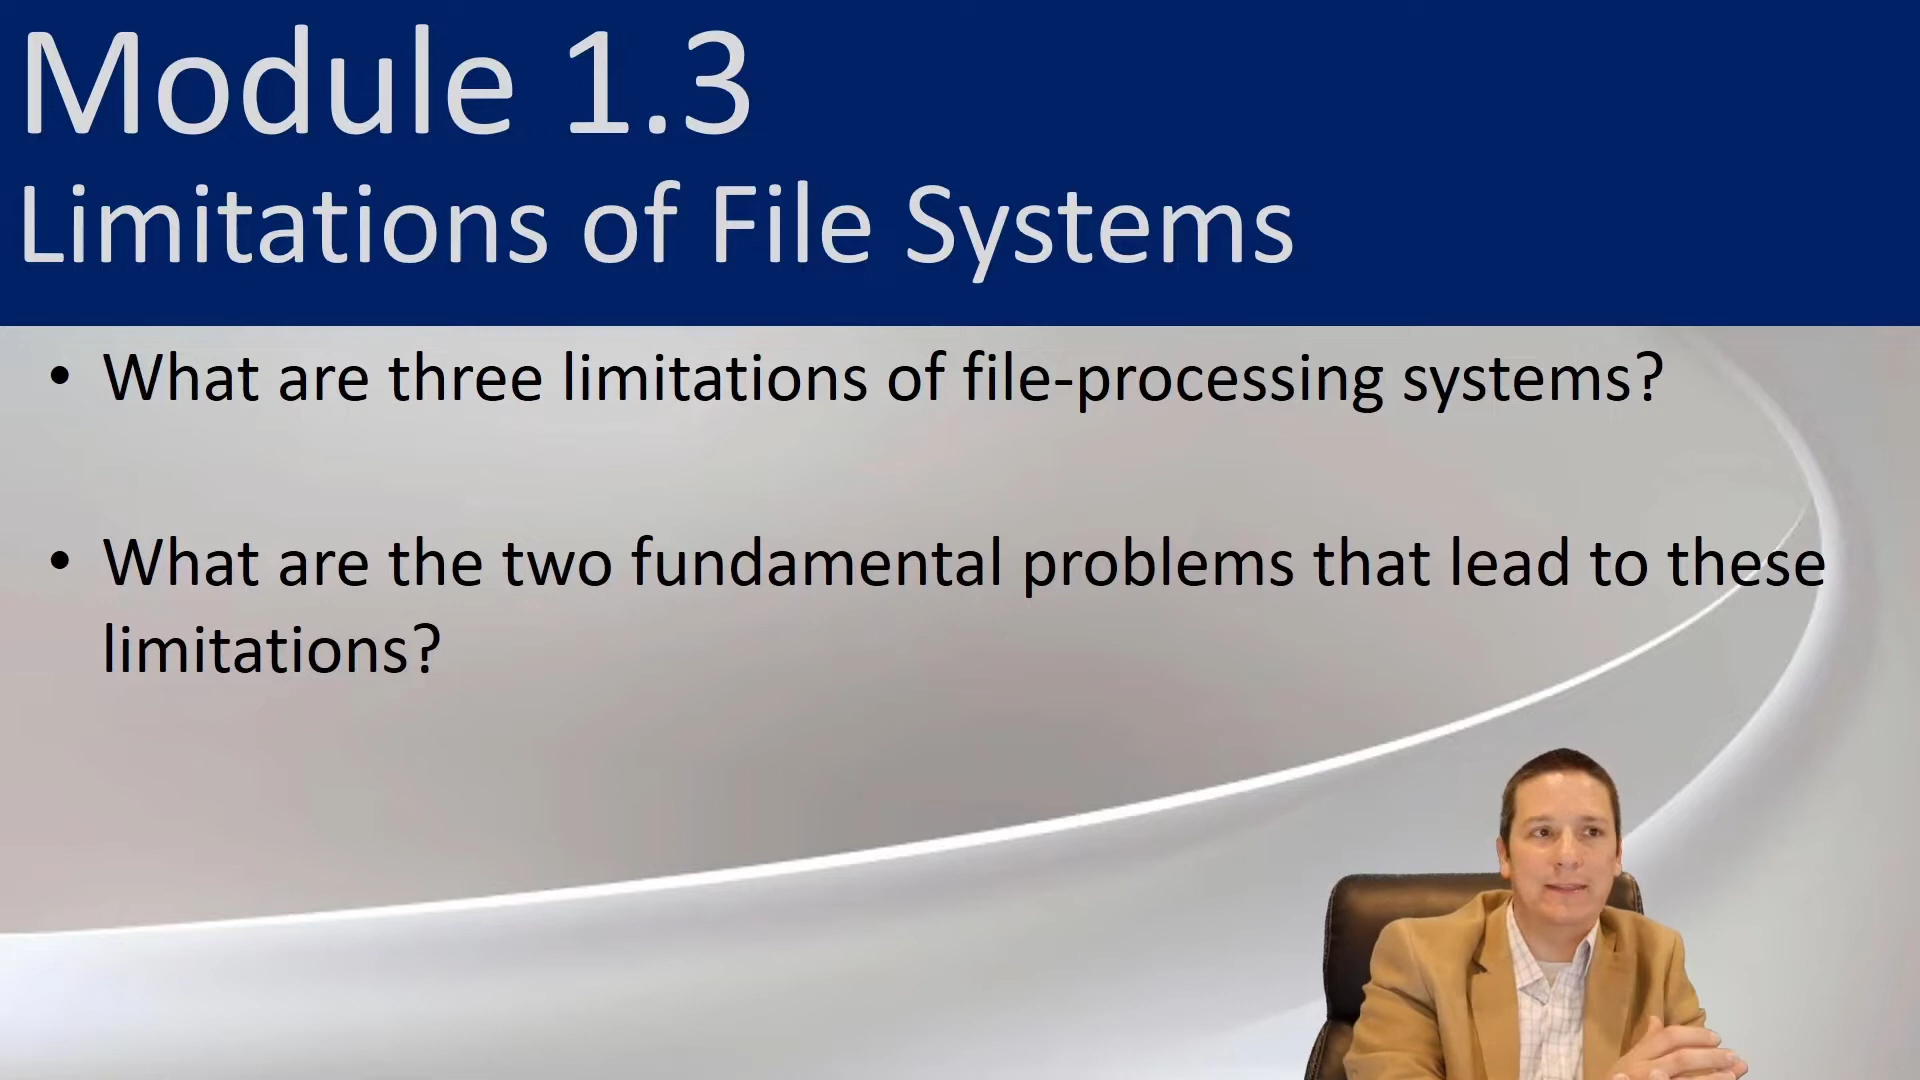 Module 1.3
Limitations of File Systems
• What are three limitations of file-processing systems?
• What are the two fundamental problems that lead to these
limitations?